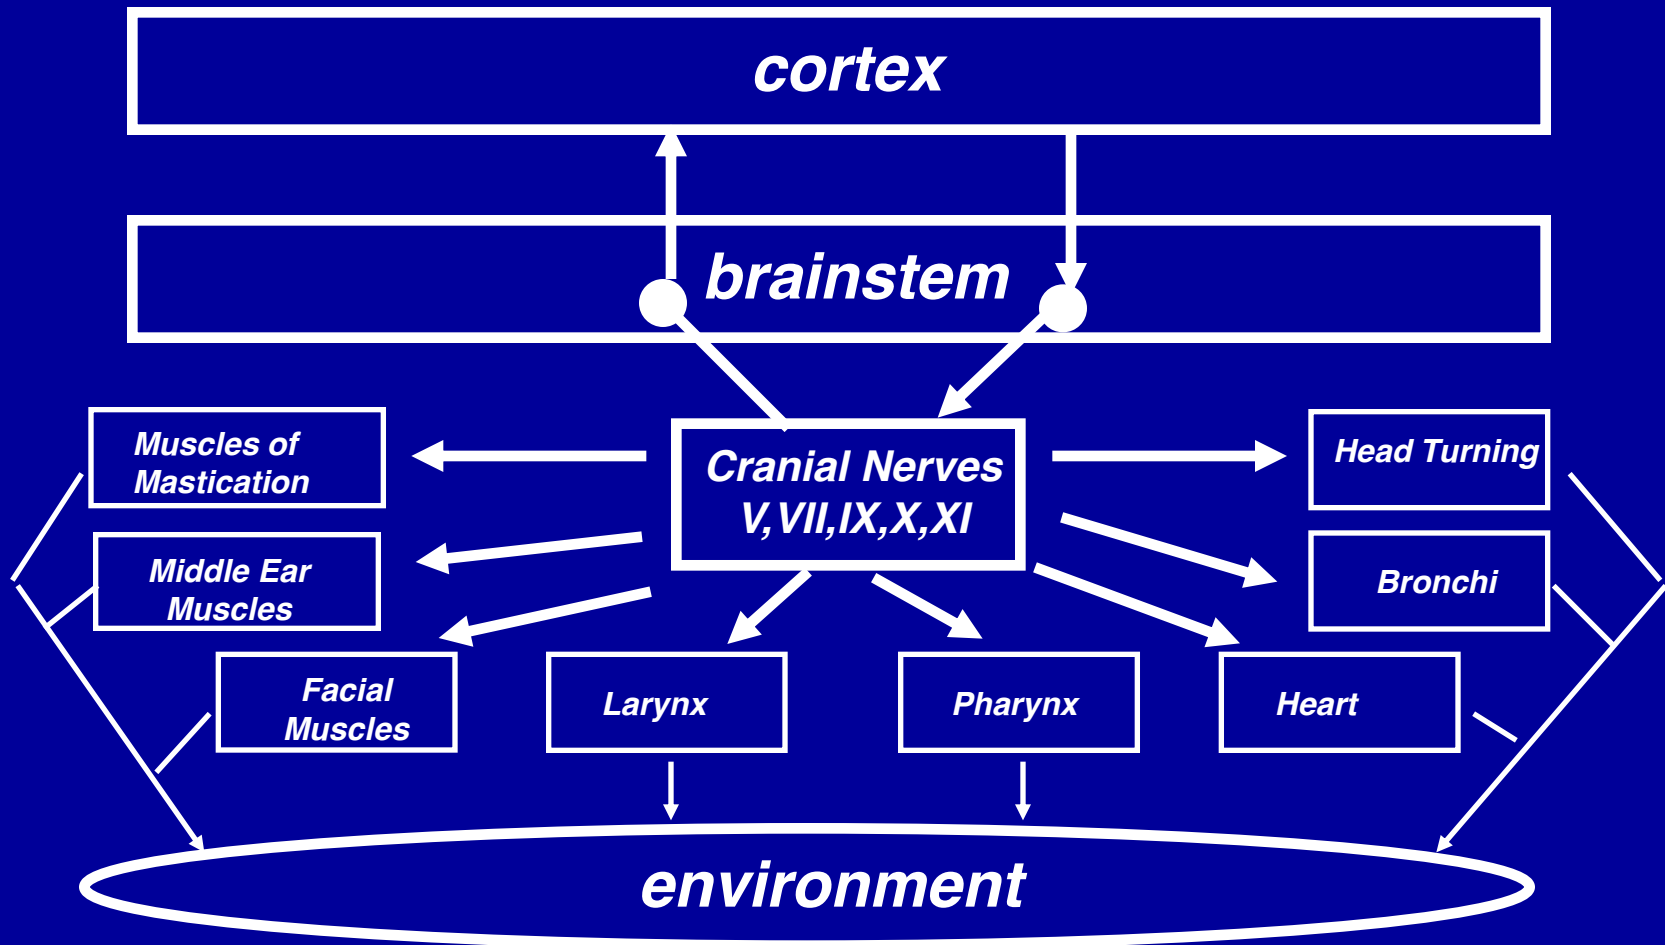 cortex
brainstem
Muscles of
Mastication
Cranial Nerves
V,VII,IX,X,XI
Head Turning
Middle Ear
Muscles
Bronchi
Facial
Muscles
Larynx
Pharynx
Heart
environment